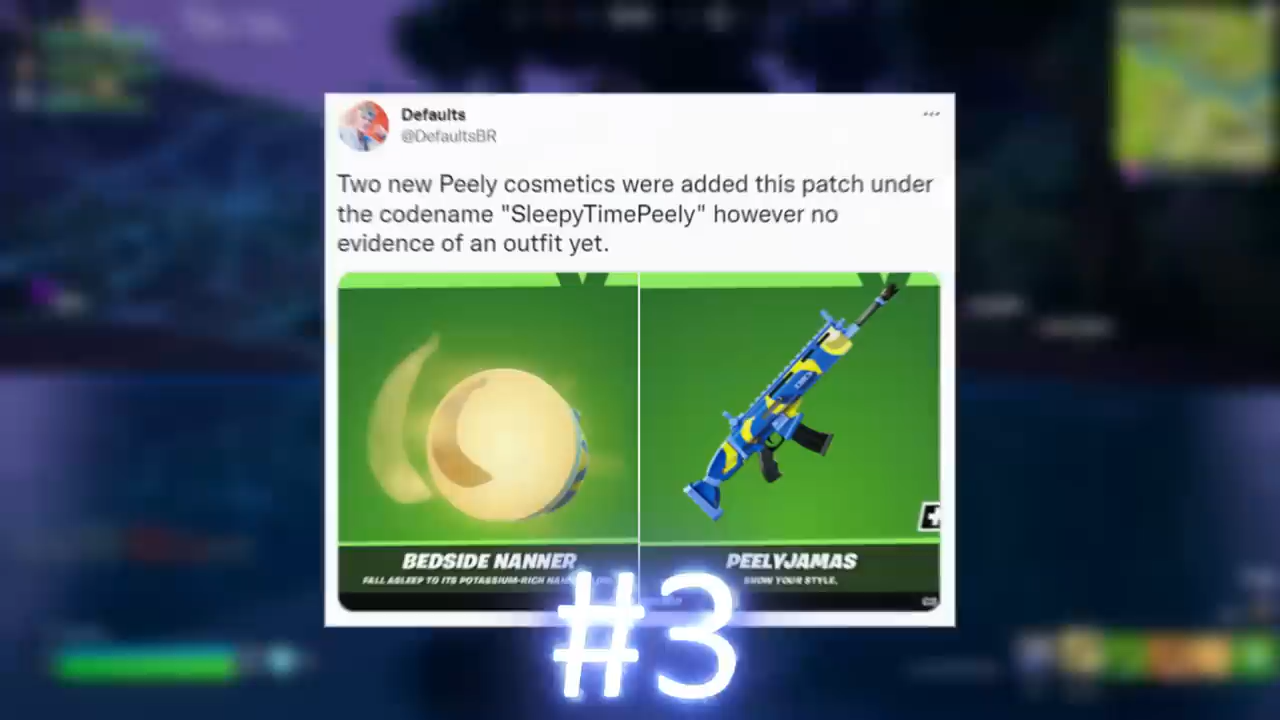 Defaults
@DefaultsBR
Two new Peely cosmetics were added this patch under
the codename "SleepyTimePeely" however no
evidence of an outfit yet.
BEDSIDE NANNER
FALL ASLEEP TO ITS POTASSIUM-RICH
PEELYJAMAS
SHOW YOUR STYLE.
#3